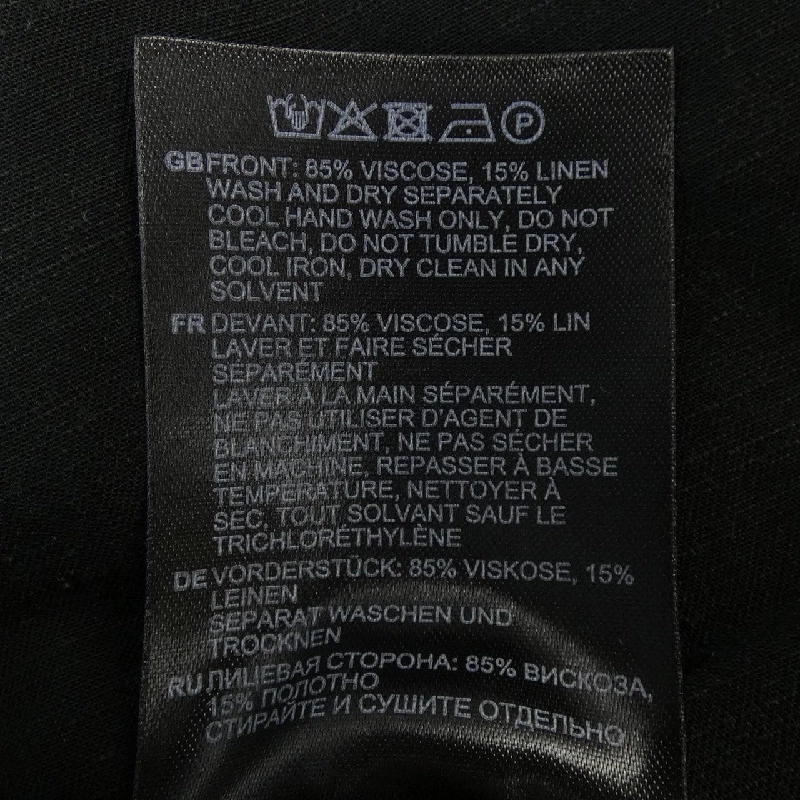 P
GB FRONT: 85% VISCOSE, 15% LINEN
WASH AND DRY SEPARATELY
COOL HAND WASH ONLY, DO NOT
BLEACH, DO NOT TUMBLE DRY,
COOL IRON, DRY CLEAN IN ANY
SOLVENT
FR DEVANT: 85% VISCOSE, 15% LIN
LAVER ET FAIRE SÉCHER
SÉPARÉMENT
LAVER À LA MAIN SÉPARÉMENT,
NE PAS UTILISER D'AGENT DE
BLANCHIMENT, NE PAS SÉCHER
EN MACHINE, REPASSER À BASSE
TEMPÉRATURE, NETTOYER À
SEC, TOUT SOLVANT SAUF LE
TRICHLORÉTHYLÈNE
DE VORDERSTÜCK: 85% VISKOSE, 15%
LEINEN
SEPARAT WASCHEN UND
TROCKNEN
RU ЛИЦЕВАЯ СТОРОНА: 85% ВИСКОЗА,
15% ПОЛОТНО
СТИРАЙТЕ И СУШИТЕ ОТДЕЛЬНО